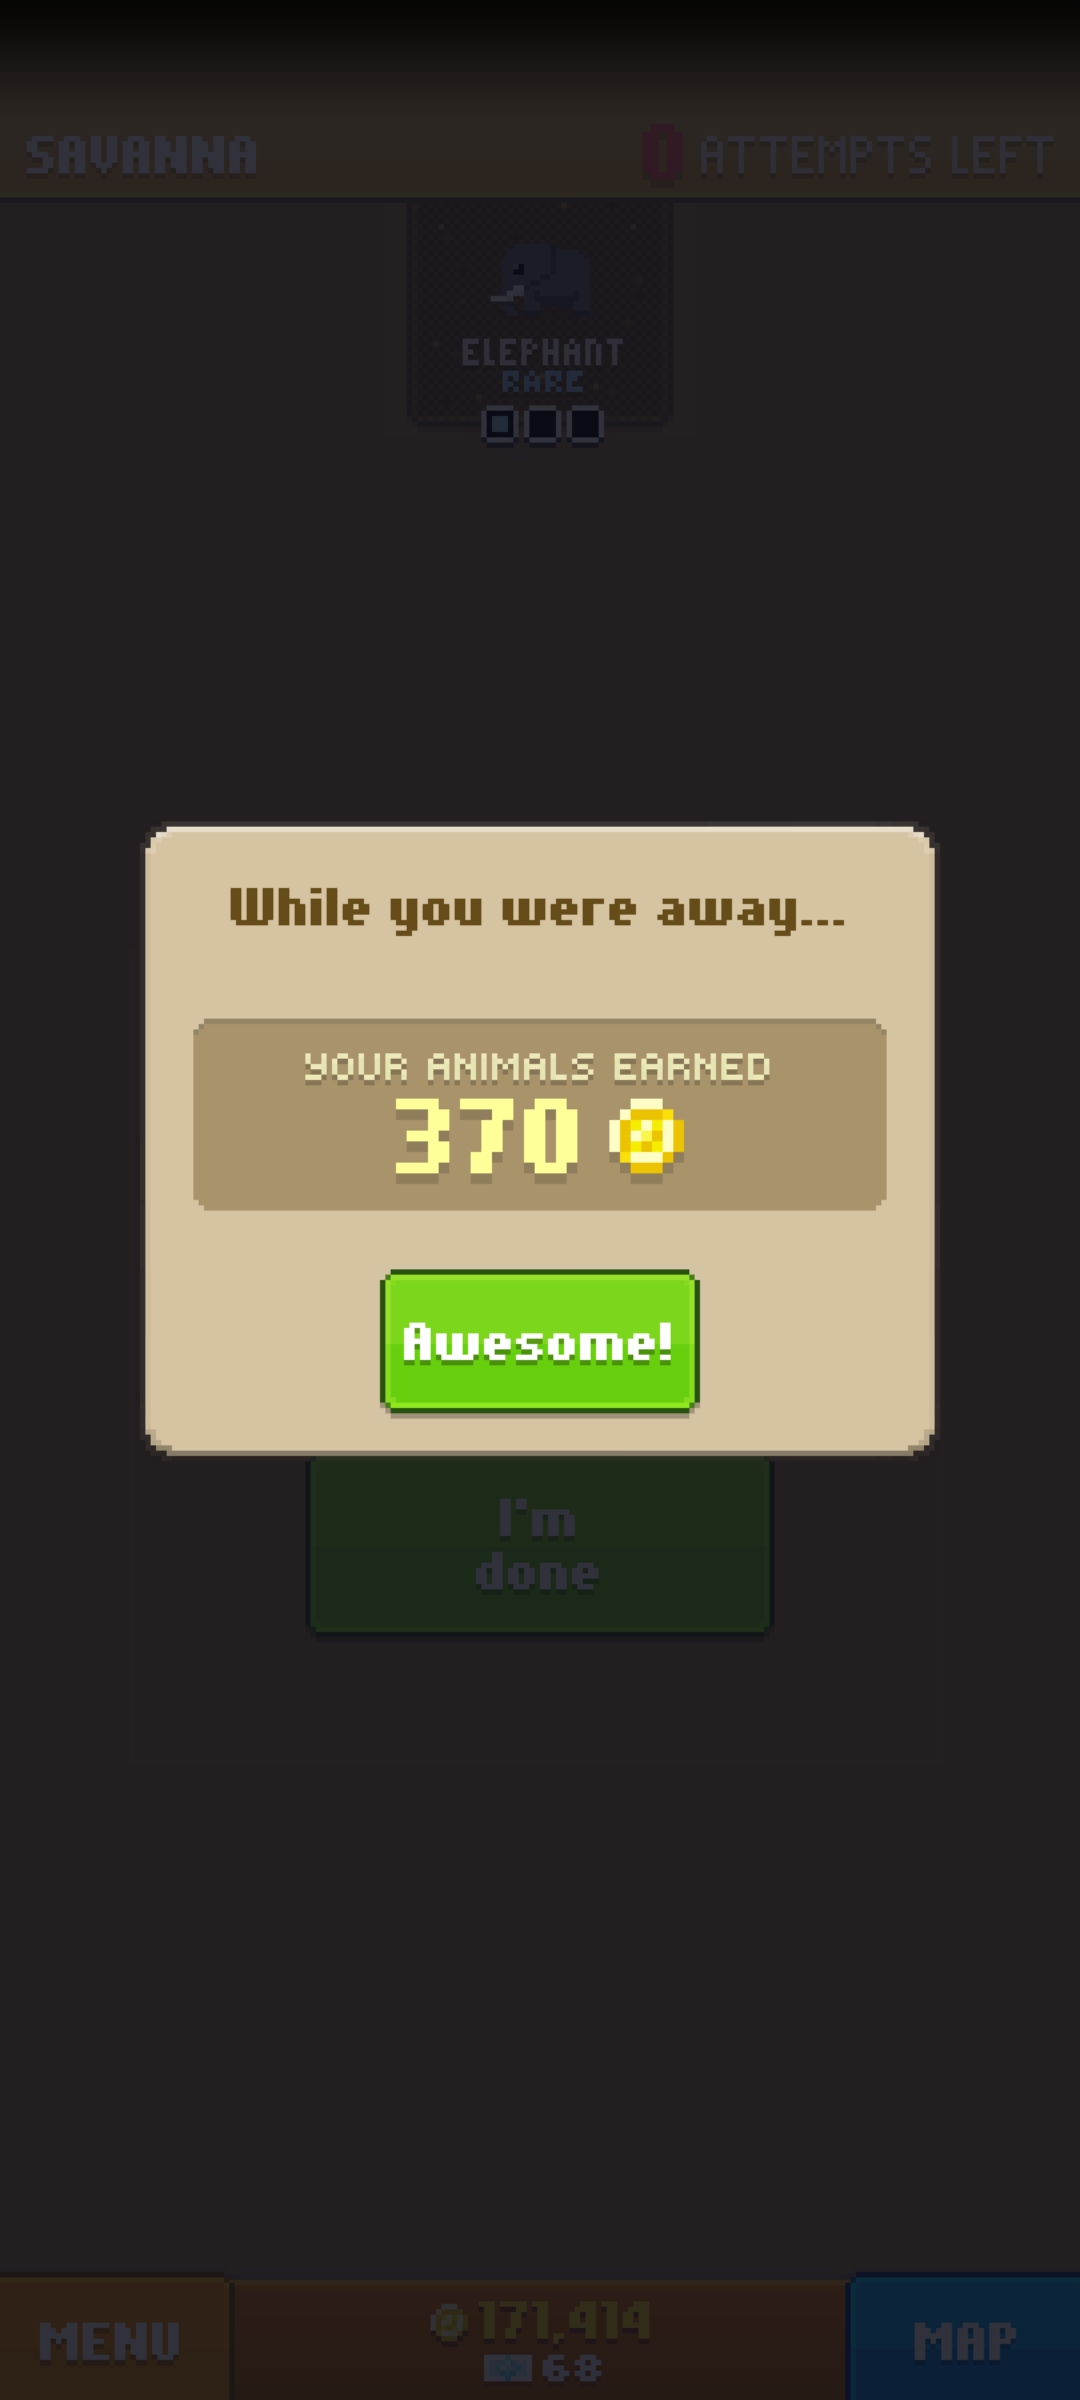 SAVANNA
0 ATTEMPTS LEFT
ELEPHANT
RARE
While you were away...
YOUR ANIMALS EARNED
370
Awesome!
I'm
done
MENU
171,414
68
MAP